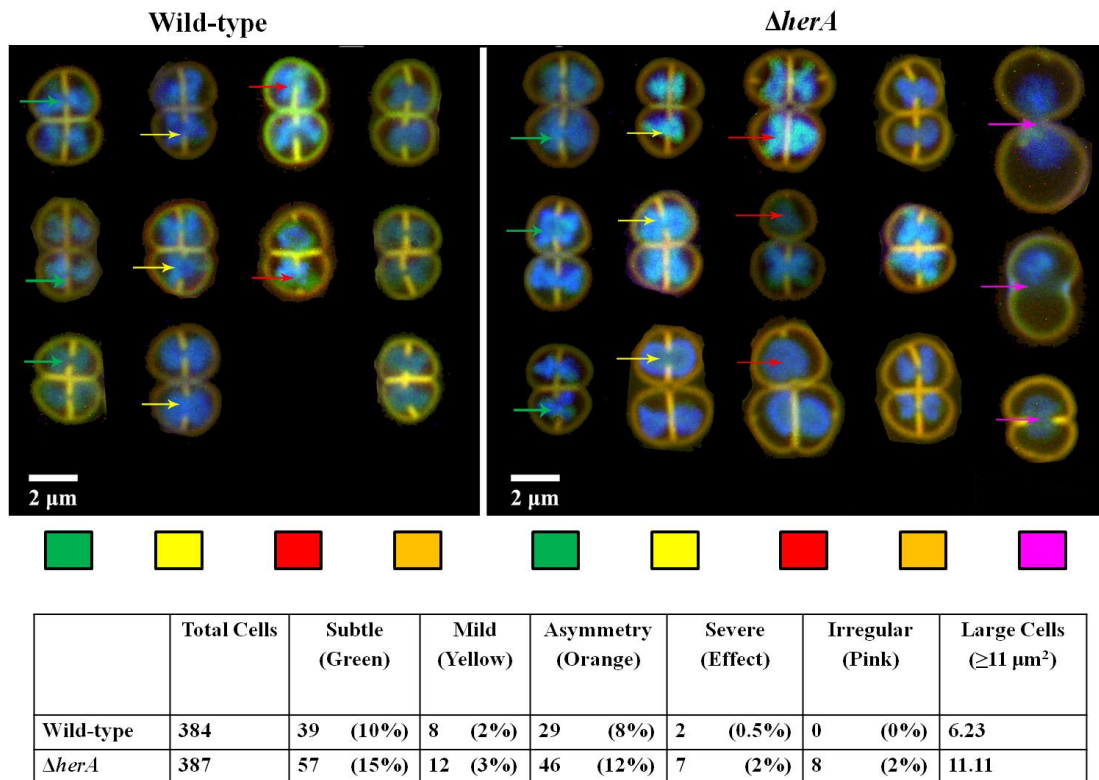 Wild-type
ΔherA
2 μm
2 μm
Total Cells
Subtle
(Green)
Mild
(Yellow)
Asymmetry
(Orange)
Severe
(Effect)
Irregular
(Pink)
Large Cells
(≥11 μm²)
Wild-type 384 39 (10%) 8 (2%) 29 (8%) 2 (0.5%) 0 (0%) 6.23
ΔherA 387 57 (15%) 12 (3%) 46 (12%) 7 (2%) 8 (2%) 11.11